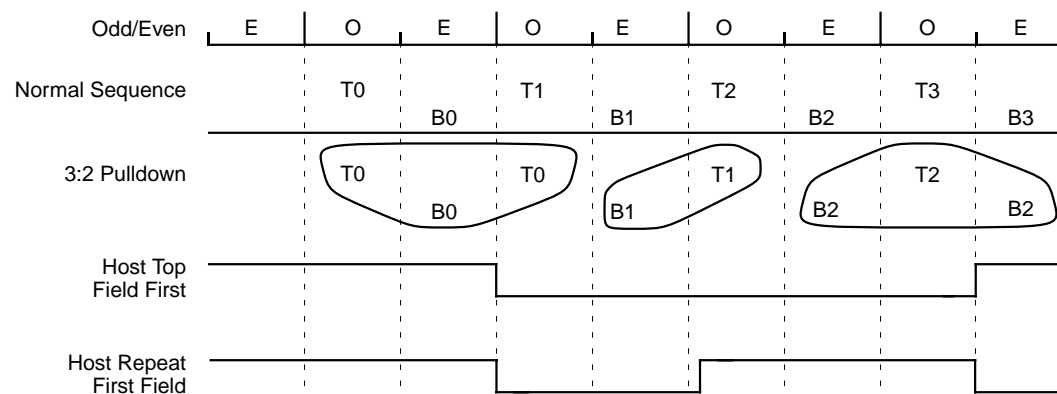 Odd/Even E O E O E O E O E
Normal Sequence T0 T1 T2 T3
B0 B1 B2 B3
3:2 Pulldown T0 T0 T1 T2
B0 B1 B2 B2
Host Top
Field First
Host Repeat
First Field